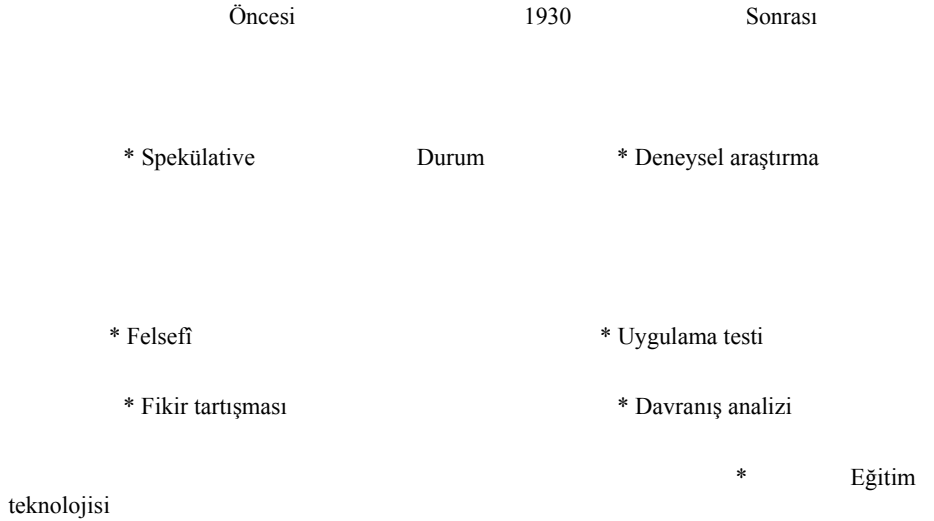 Öncesi 1930 Sonrası
* Spekülative Durum * Deneysel araştırma
* Felsefî * Uygulama testi
* Fikir tartışması * Davranış analizi
* Eğitim
teknolojisi